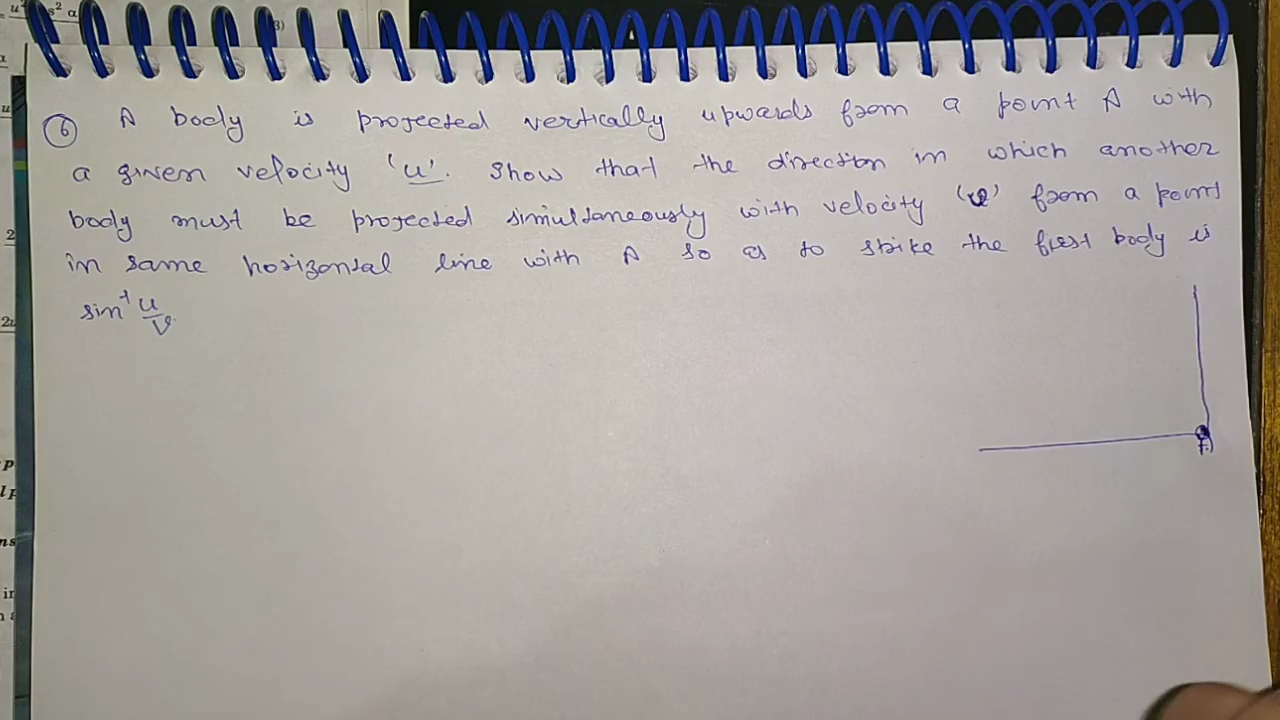 ⑥ A body is projected vertically upwards from a point A with
a given velocity 'u'. Show that the direction in which another
body must be projected simultaneously with velocity 'v' from a point
in same horizontal line with A so as to strike the first body is
sin⁻¹ u/v.